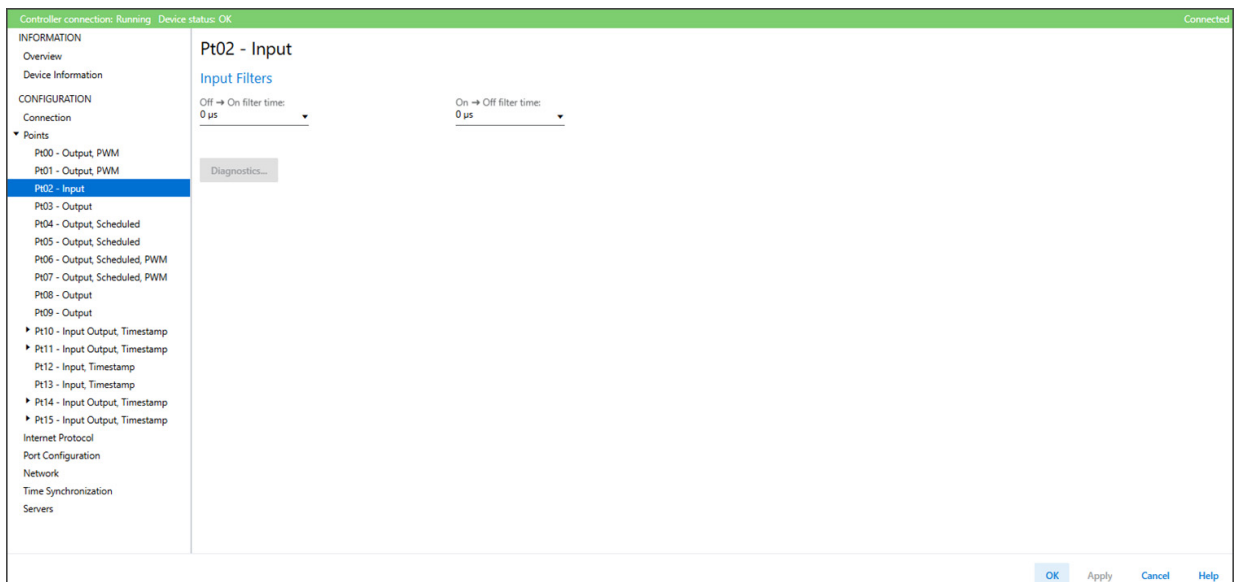 Controller connection: Running Device status: OK Connected
INFORMATION
Overview
Device Information
CONFIGURATION
Connection
Points
Pt00 - Output, PWM
Pt01 - Output, PWM
Pt02 - Input
Pt03 - Output
Pt04 - Output, Scheduled
Pt05 - Output, Scheduled
Pt06 - Output, Scheduled, PWM
Pt07 - Output, Scheduled, PWM
Pt08 - Output
Pt09 - Output
Pt10 - Input Output, Timestamp
Pt11 - Input Output, Timestamp
Pt12 - Input, Timestamp
Pt13 - Input, Timestamp
Pt14 - Input Output, Timestamp
Pt15 - Input Output, Timestamp
Internet Protocol
Port Configuration
Network
Time Synchronization
Servers
Pt02 - Input
Input Filters
Off → On filter time: On → Off filter time:
0 µs 0 µs
Diagnostics...
OK Apply Cancel Help